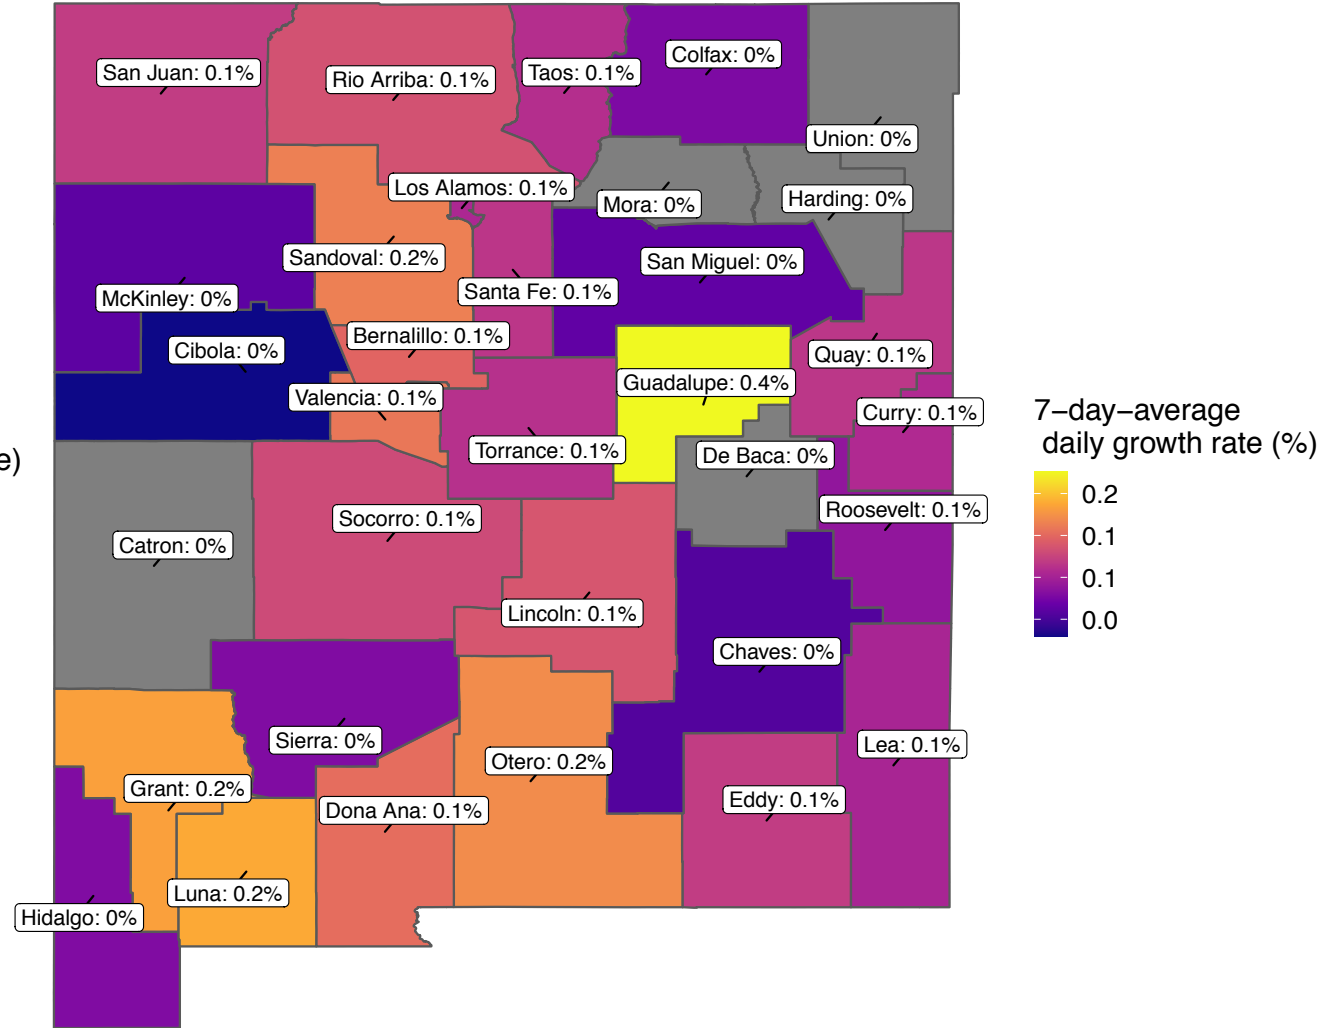 Colfax: 0%
San Juan: 0.1%
Rio Arriba: 0.1%
Taos: 0.1%
Union: 0%
Los Alamos: 0.1%
Mora: 0%
Harding: 0%
Sandoval: 0.2%
San Miguel: 0%
McKinley: 0%
Santa Fe: 0.1%
Bernalillo: 0.1%
Cibola: 0%
Quay: 0.1%
Guadalupe: 0.4%
Valencia: 0.1%
Curry: 0.1%
Torrance: 0.1%
De Baca: 0%
e)
Socorro: 0.1%
Roosevelt: 0.1%
Catron: 0%
Lincoln: 0.1%
Chaves: 0%
Sierra: 0%
Lea: 0.1%
Otero: 0.2%
Grant: 0.2%
Dona Ana: 0.1%
Eddy: 0.1%
Luna: 0.2%
Hidalgo: 0%
7−day−average
daily growth rate (%)
0.2
0.1
0.1
0.0